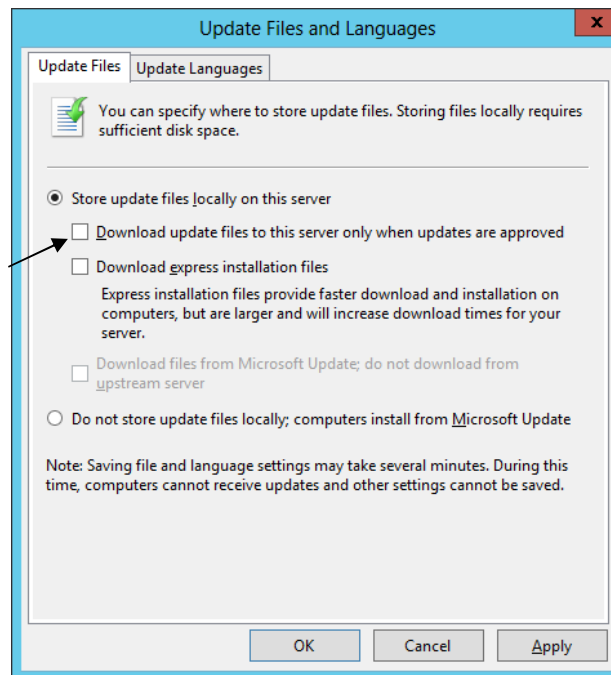 Update Files and Languages
x
Update Files
Update Languages
You can specify where to store update files. Storing files locally requires
sufficient disk space.
Store update files locally on this server
Download update files to this server only when updates are approved
Download express installation files
Express installation files provide faster download and installation on
computers, but are larger and will increase download times for your
server.
Download files from Microsoft Update; do not download from
upstream server
Do not store update files locally; computers install from Microsoft Update
Note: Saving file and language settings may take several minutes. During this
time, computers cannot receive updates and other settings cannot be saved.
OK
Cancel
Apply